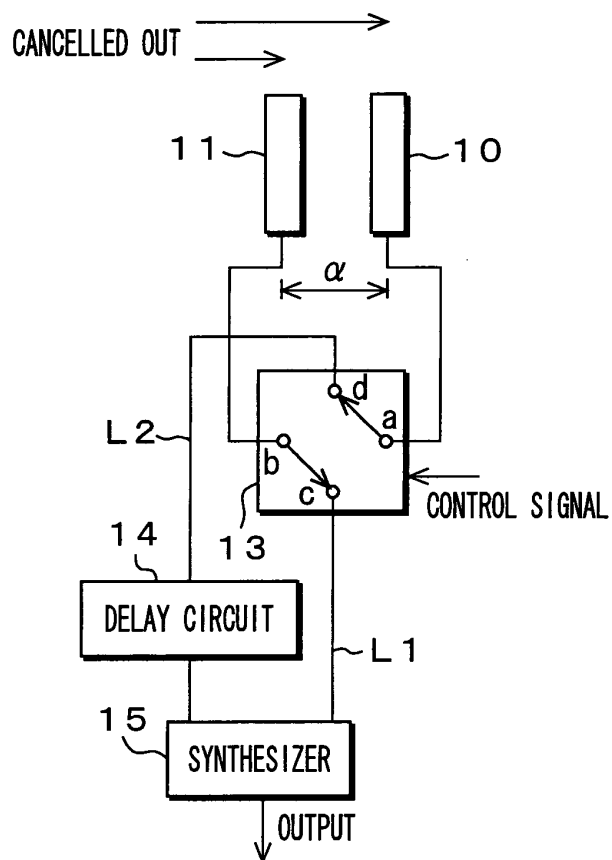 CANCELLED OUT
11
10
α
d
a
L2
b
c
13
CONTROL SIGNAL
14
DELAY CIRCUIT
L1
15
SYNTHESIZER
OUTPUT